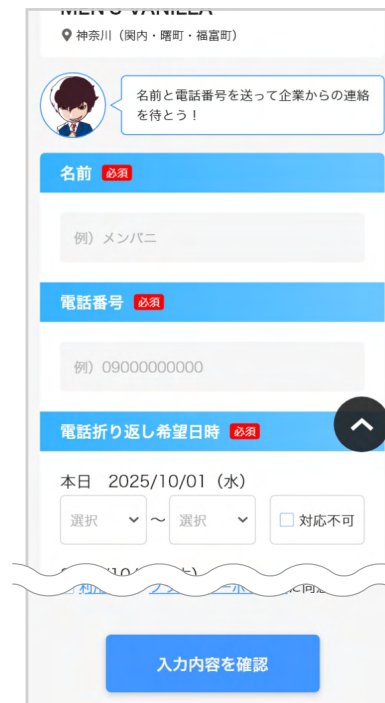 MEN'S VANILLA
神奈川（関内・曙町・福富町）
名前と電話番号を送って企業からの連絡
を待とう！
名前 必須
例）メンバニ
電話番号 必須
例）09000000000
電話折り返し希望日時 必須
本日 2025/10/01（水）
選択 ～ 選択 対応不可
入力内容を確認